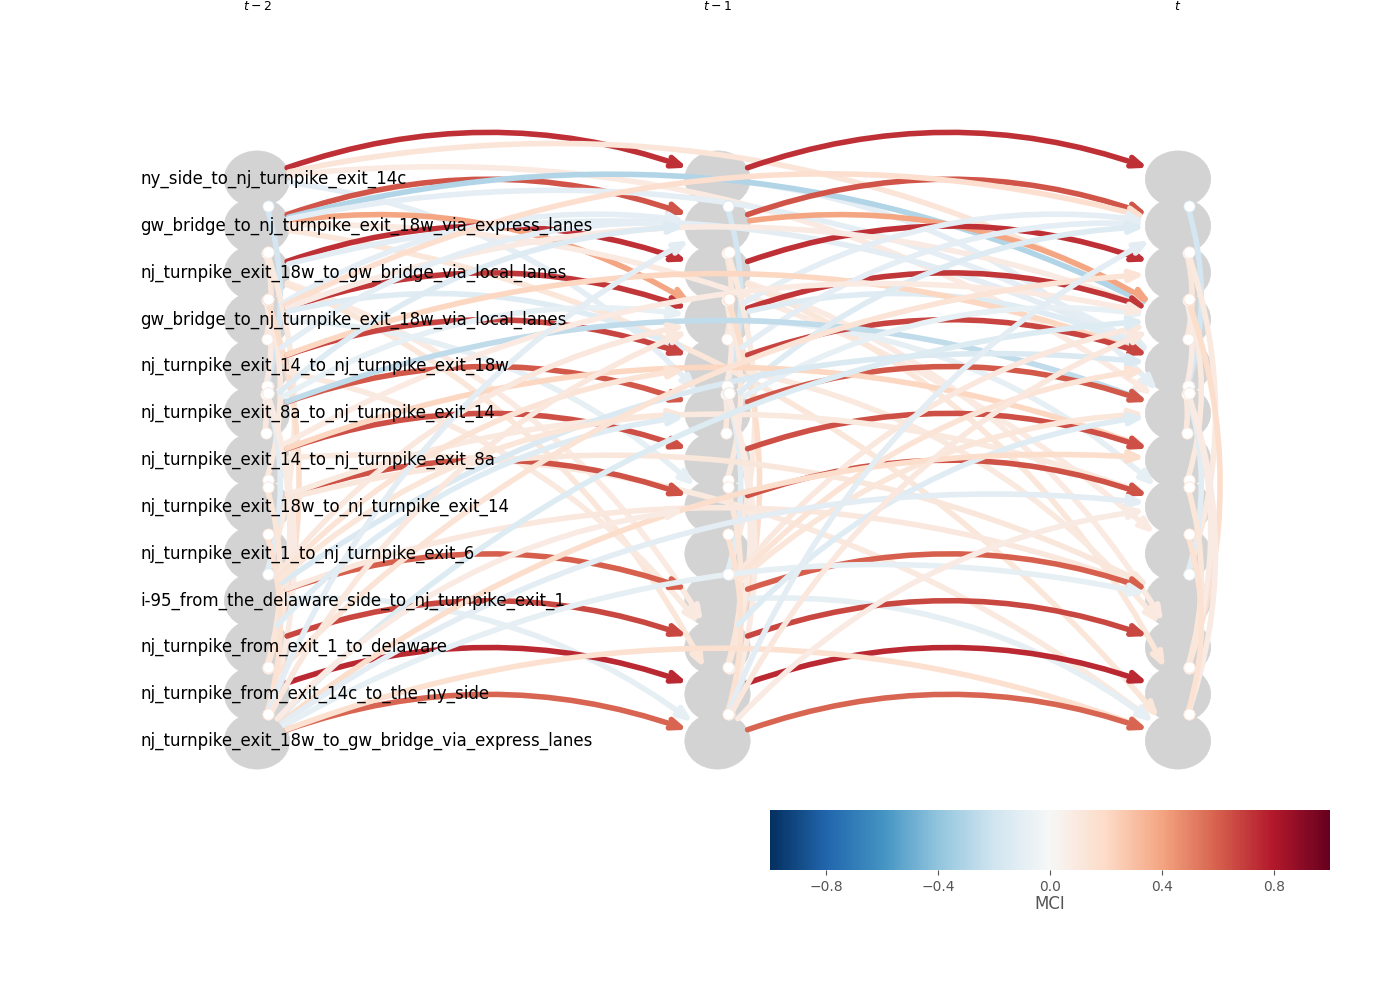 t − 2 t − 1 t
ny_side_to_nj_turnpike_exit_14c
gw_bridge_to_nj_turnpike_exit_18w_via_express_lanes
nj_turnpike_exit_18w_to_gw_bridge_via_local_lanes
gw_bridge_to_nj_turnpike_exit_18w_via_local_lanes
nj_turnpike_exit_14_to_nj_turnpike_exit_18w
nj_turnpike_exit_8a_to_nj_turnpike_exit_14
nj_turnpike_exit_14_to_nj_turnpike_exit_8a
nj_turnpike_exit_18w_to_nj_turnpike_exit_14
nj_turnpike_exit_1_to_nj_turnpike_exit_6
i-95_from_the_delaware_side_to_nj_turnpike_exit_1
nj_turnpike_from_exit_1_to_delaware
nj_turnpike_from_exit_14c_to_the_ny_side
nj_turnpike_exit_18w_to_gw_bridge_via_express_lanes
−0.8 −0.4 0.0 0.4 0.8
MCI